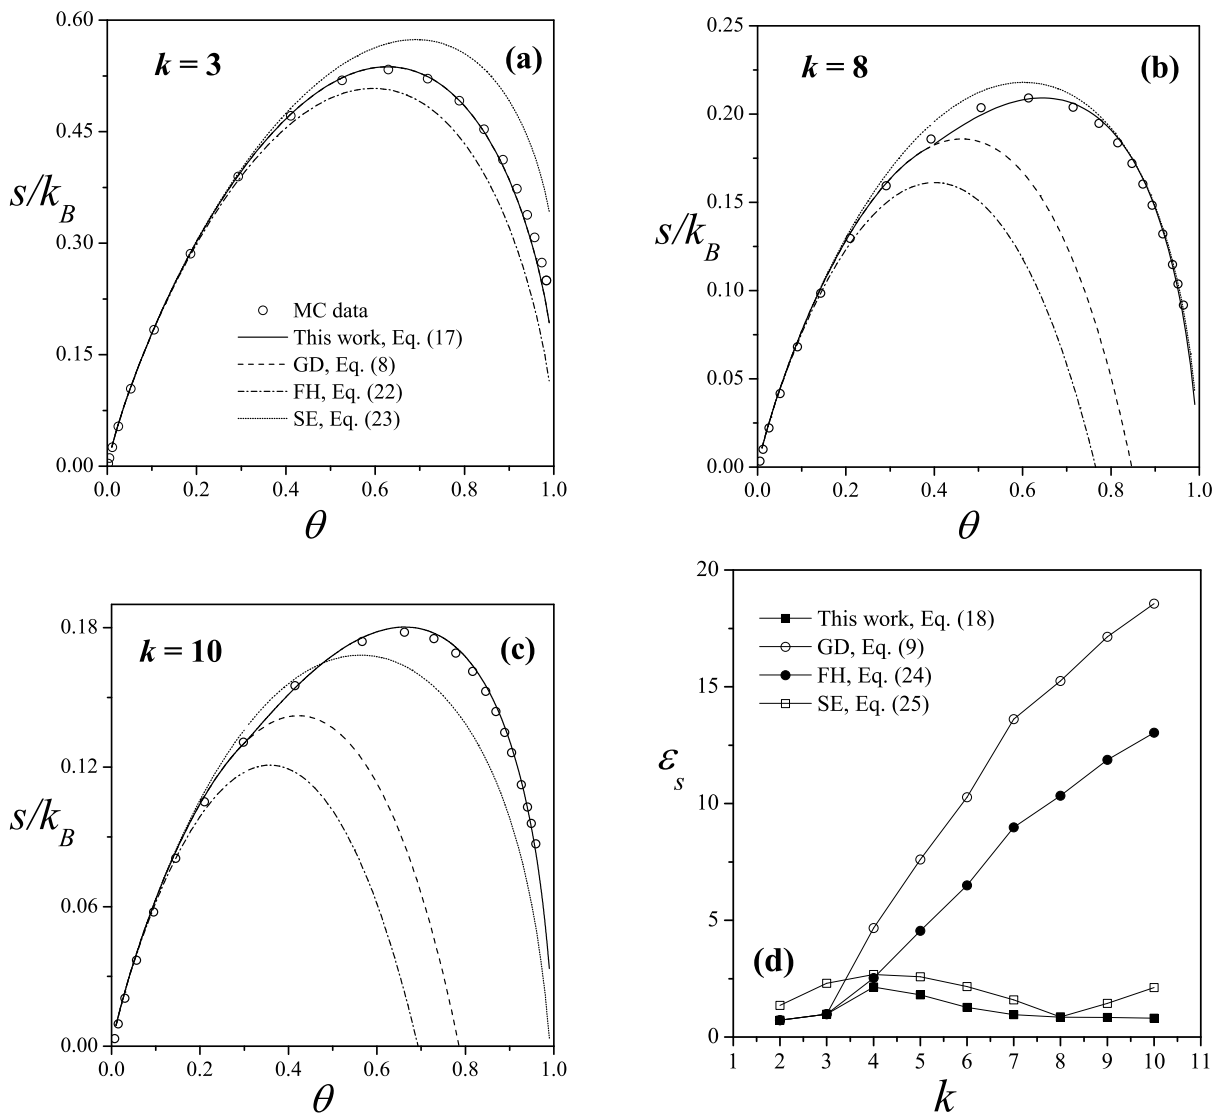 k = 3
(a)
0.60
0.45
0.30
0.15
0.00
s/k_B
MC data
This work, Eq. (17)
GD, Eq. (8)
FH, Eq. (22)
SE, Eq. (23)
0.0 0.2 0.4 0.6 0.8 1.0
θ
k = 8
(b)
0.25
0.20
0.15
0.10
0.05
0.00
s/k_B
0.0 0.2 0.4 0.6 0.8 1.0
θ
k = 10
(c)
0.18
0.12
0.06
0.00
s/k_B
0.0 0.2 0.4 0.6 0.8 1.0
θ
20
15
10
5
0
ε_s
This work, Eq. (18)
GD, Eq. (9)
FH, Eq. (24)
SE, Eq. (25)
(d)
1 2 3 4 5 6 7 8 9 10 11
k